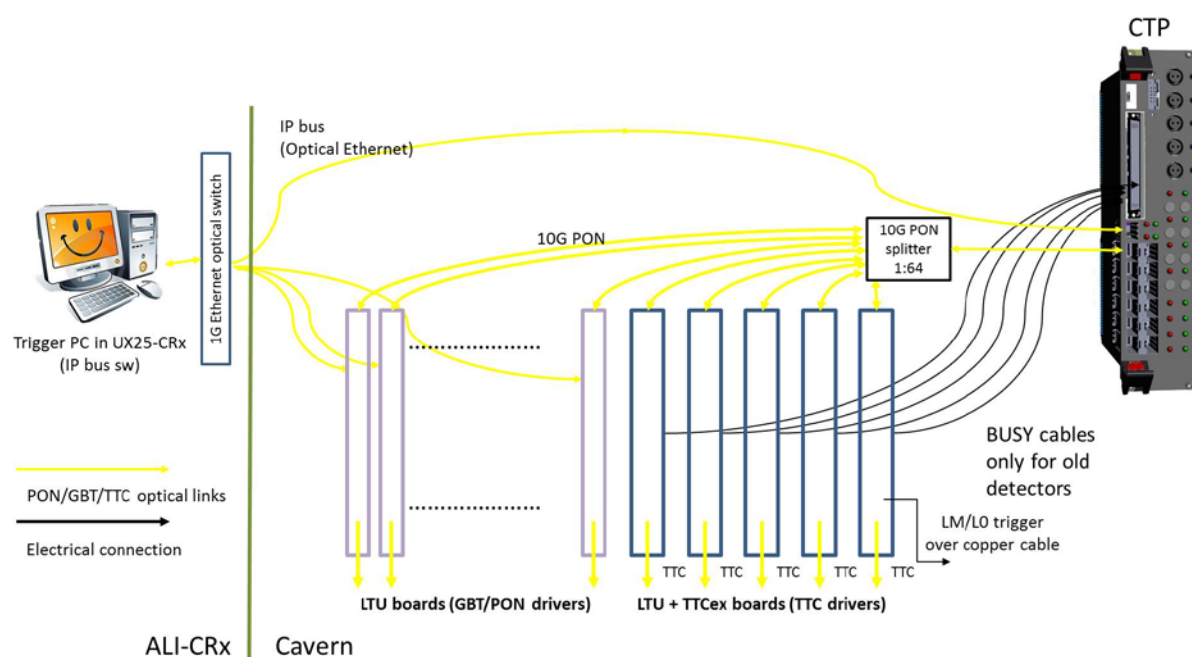 CTP
IP bus
(Optical Ethernet)
1G Ethernet optical switch
10G PON
10G PON
splitter
1:64
Trigger PC in UX25-CRx
(IP bus sw)
BUSY cables
only for old
detectors
PON/GBT/TTC optical links
Electrical connection
LM/L0 trigger
over copper cable
TTC TTC TTC TTC TTC
LTU boards (GBT/PON drivers)
LTU + TTCex boards (TTC drivers)
ALI-CRx
Cavern